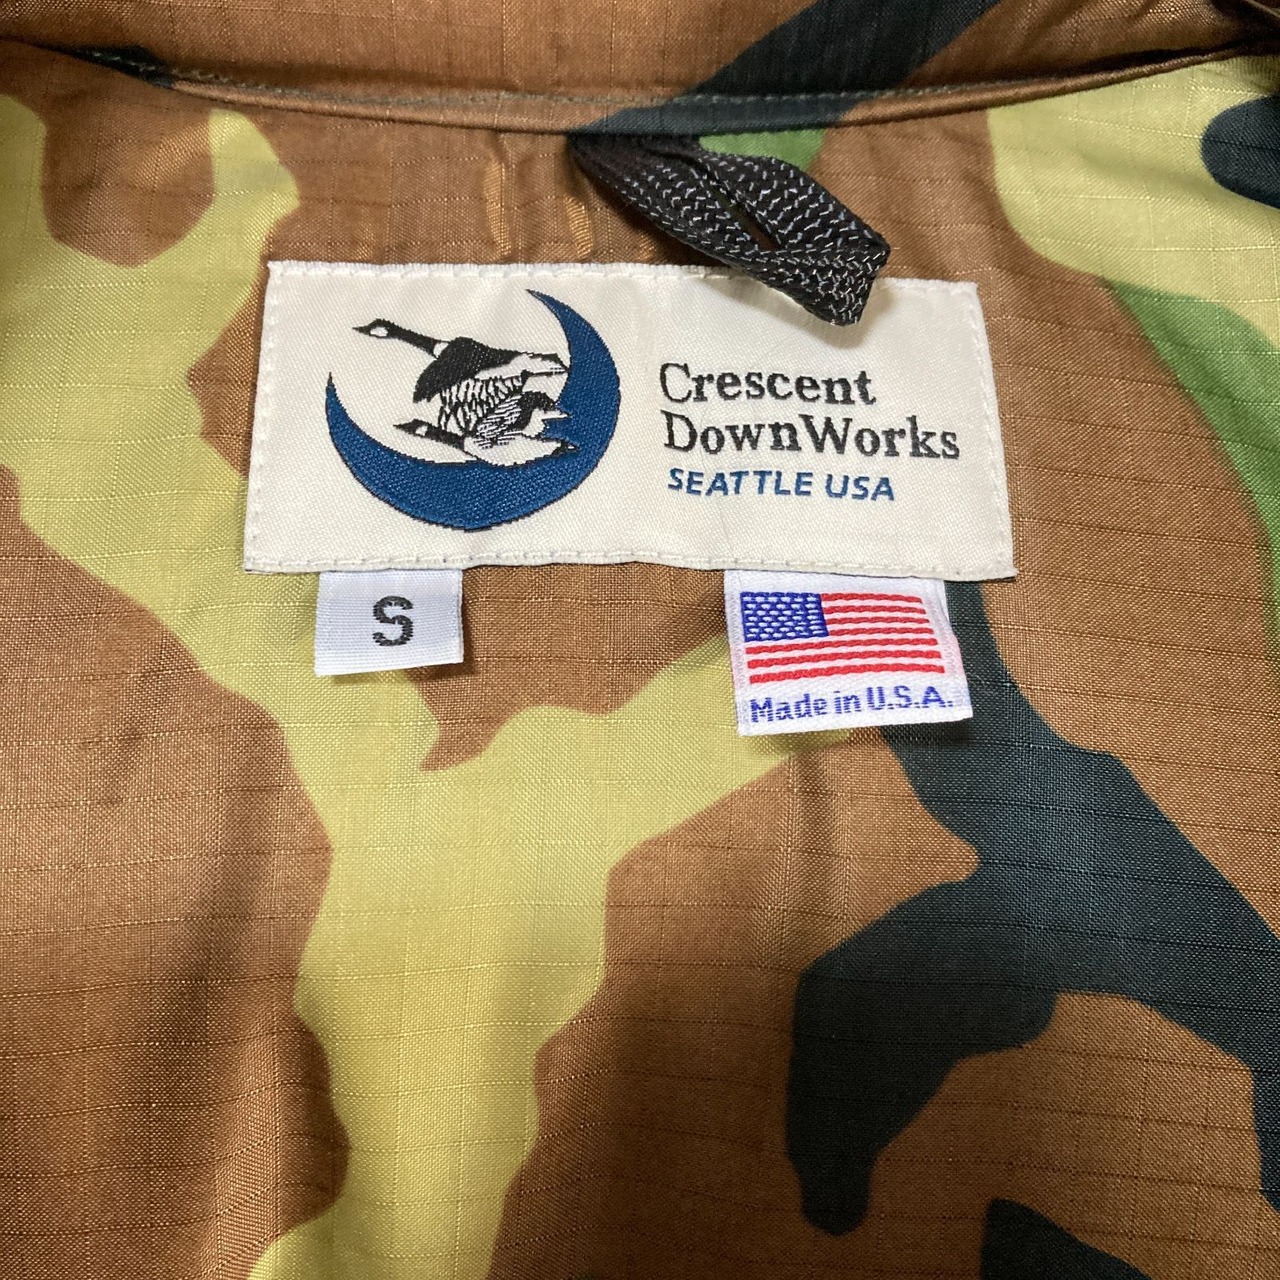 Crescent
DownWorks
SEATTLE USA
S
Made in U.S.A.